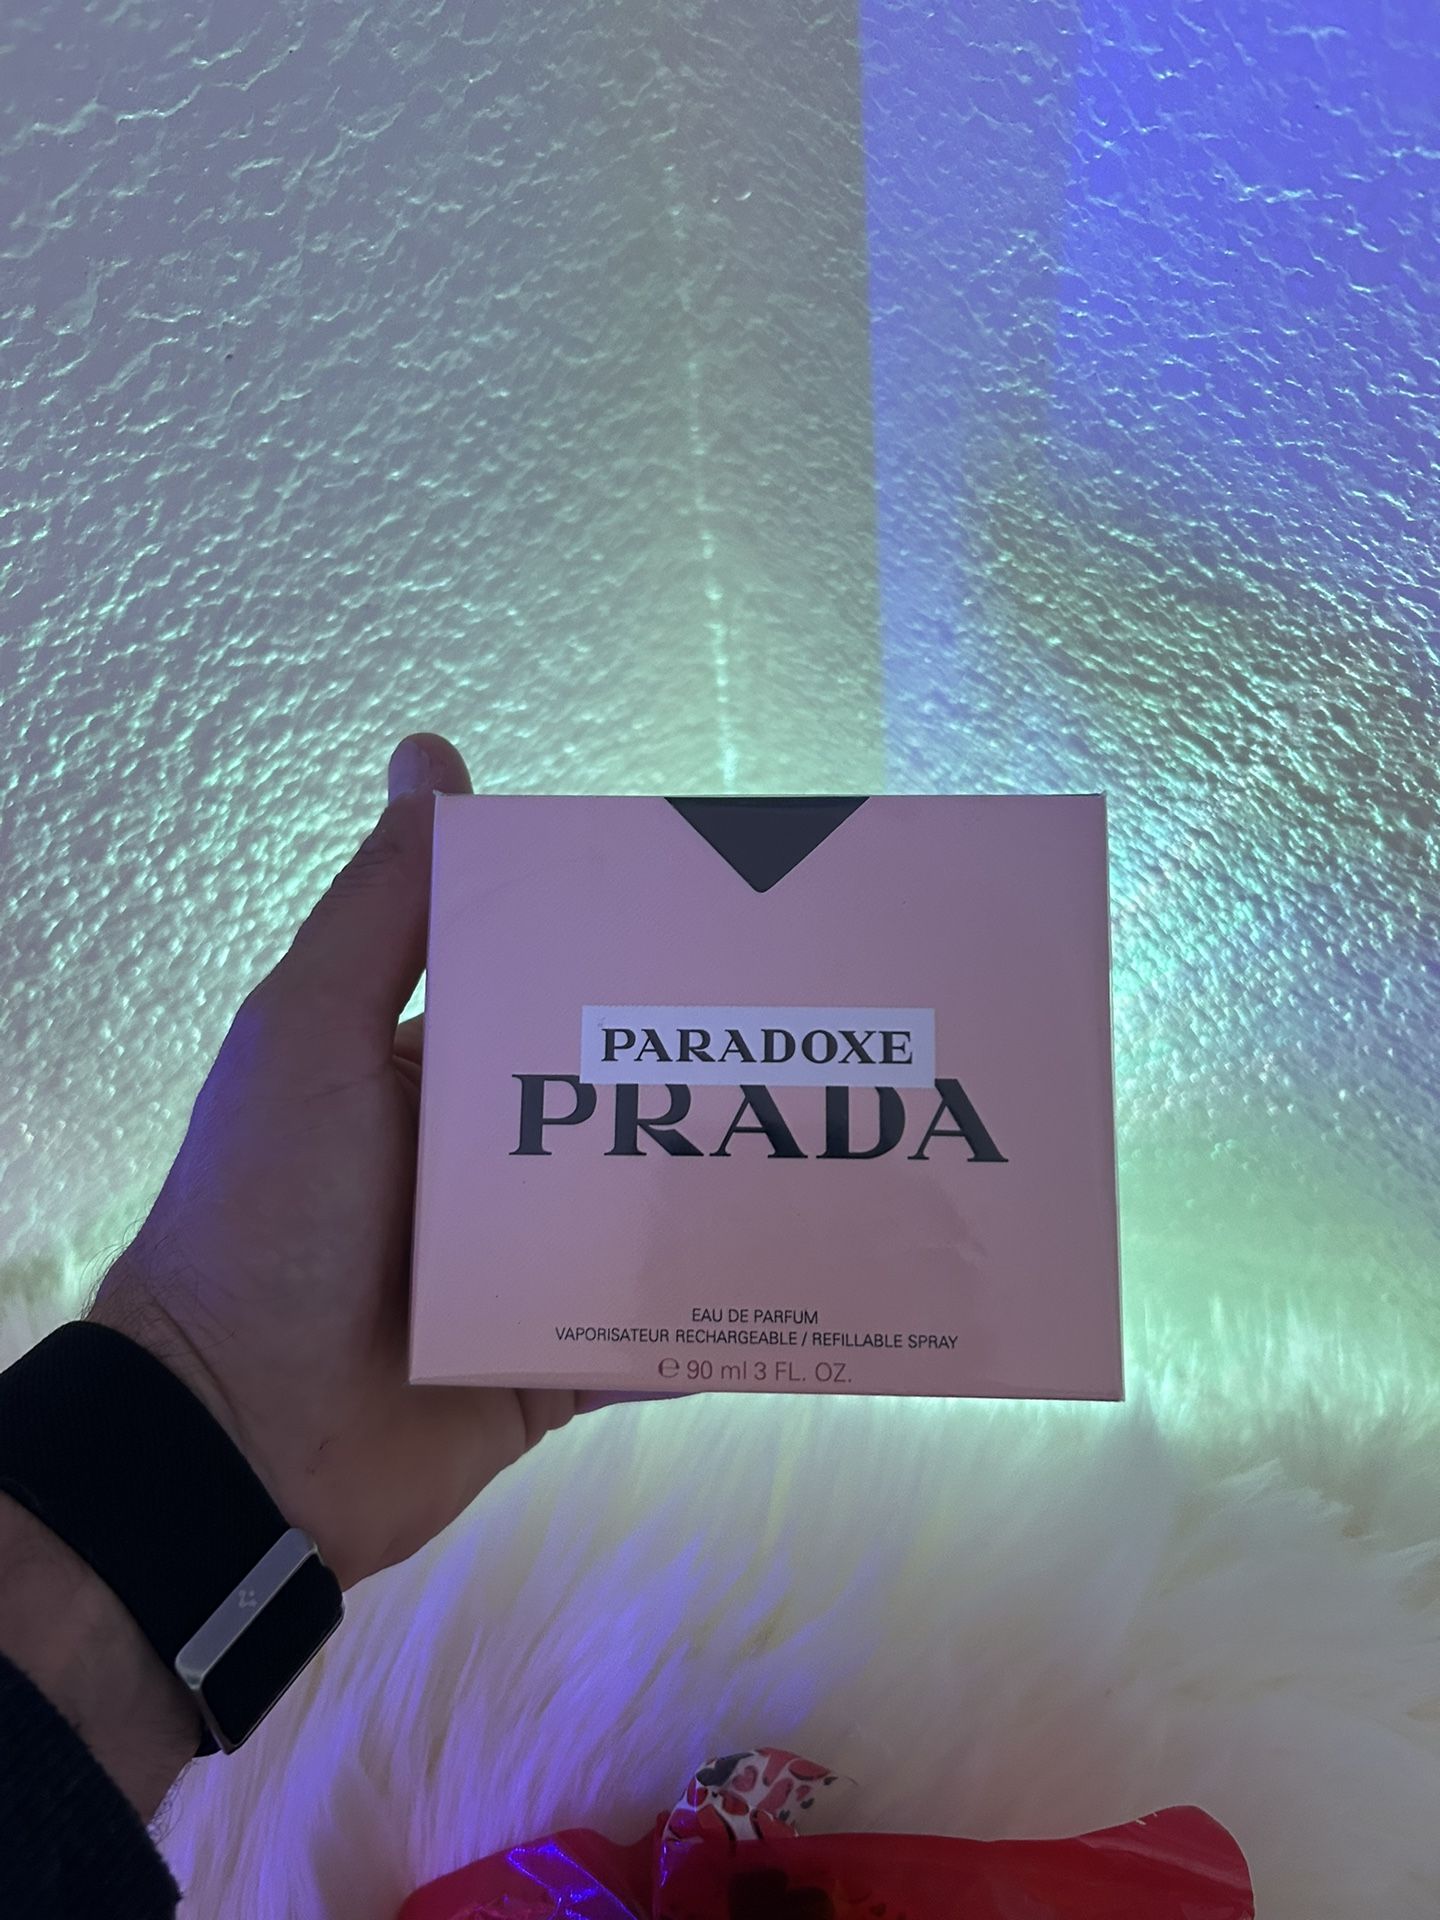 PARADOXE
PRADA
EAU DE PARFUM
VAPORISATEUR RECHARGEABLE / REFILLABLE SPRAY
℮ 90 ml 3 FL. OZ.